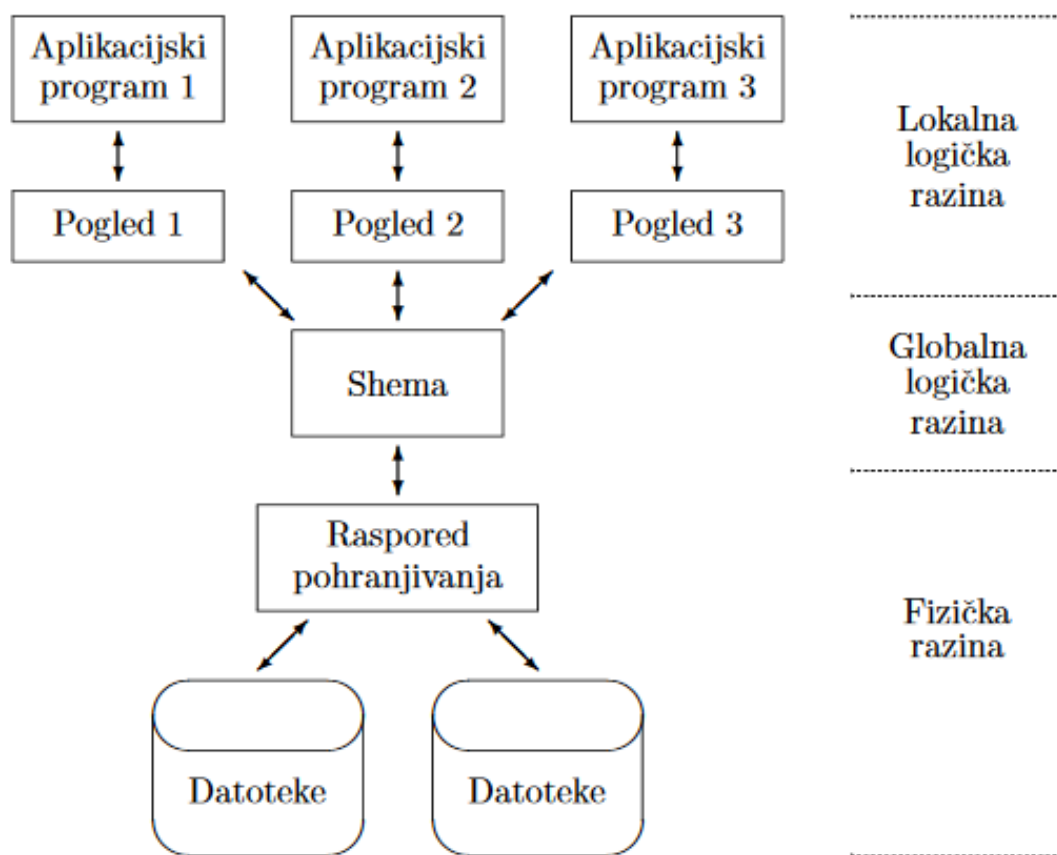 Aplikacijski
program 1
Aplikacijski
program 2
Aplikacijski
program 3
Lokalna
logička
razina
Pogled 1
Pogled 2
Pogled 3
Shema
Globalna
logička
razina
Raspored
pohranjivanja
Fizička
razina
Datoteke
Datoteke